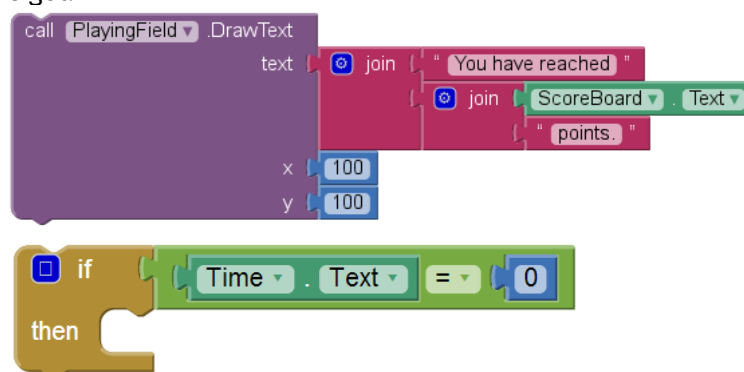 call PlayingField .DrawText
text join " You have reached "
join ScoreBoard . Text
" points. "
x 100
y 100
if Time . Text = 0
then